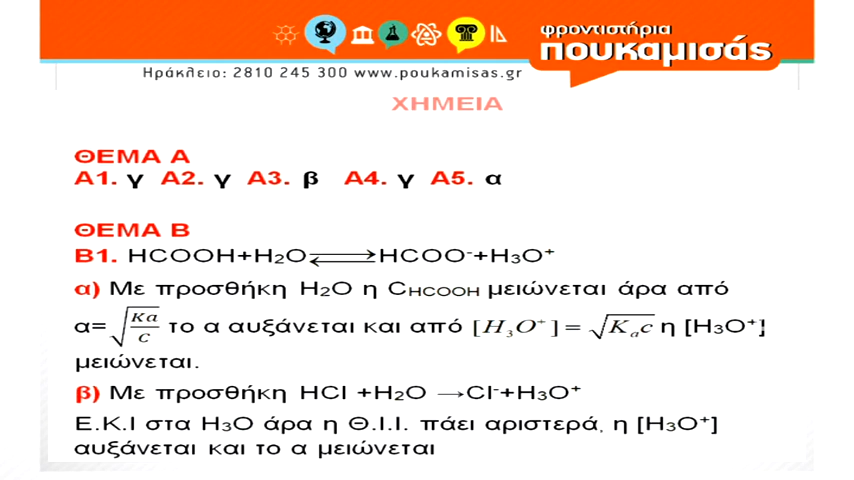 φροντιστήρια
πουκαμισάς
Ηράκλειο: 2810 245 300 www.poukamisas.gr
ΧΗΜΕΙΑ
ΘΕΜΑ Α
Α1. γ Α2. γ Α3. β Α4. γ Α5. α
ΘΕΜΑ Β
Β1. HCOOH+H₂O ⇌ HCOO⁻+H₃O⁺
α) Με προσθήκη H₂O η C_HCOOH μειώνεται άρα από
α=√(κα/c) το α αυξάνεται και από [H₃O⁺] = √(Kₐc) η [H₃O⁺]
μειώνεται.
β) Με προσθήκη HCl +H₂O →Cl⁻+H₃O⁺
Ε.Κ.Ι στα H₃O άρα η Θ.Ι.Ι. πάει αριστερά, η [H₃O⁺]
αυξάνεται και το α μειώνεται